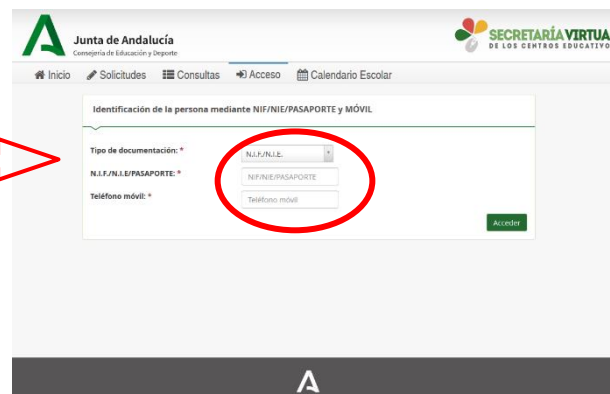 Junta de Andalucía
Consejería de Educación y Deporte
SECRETARÍA VIRTUA
DE LOS CENTROS EDUCATIVO
Inicio Solicitudes Consultas Acceso Calendario Escolar
Identificación de la persona mediante NIF/NIE/PASAPORTE y MÓVIL
Tipo de documentación: * N.I.F./N.I.E.
N.I.F./N.I.E/PASAPORTE: * NIF/NIE/PASAPORTE
Teléfono móvil: * Teléfono móvil
Acceder